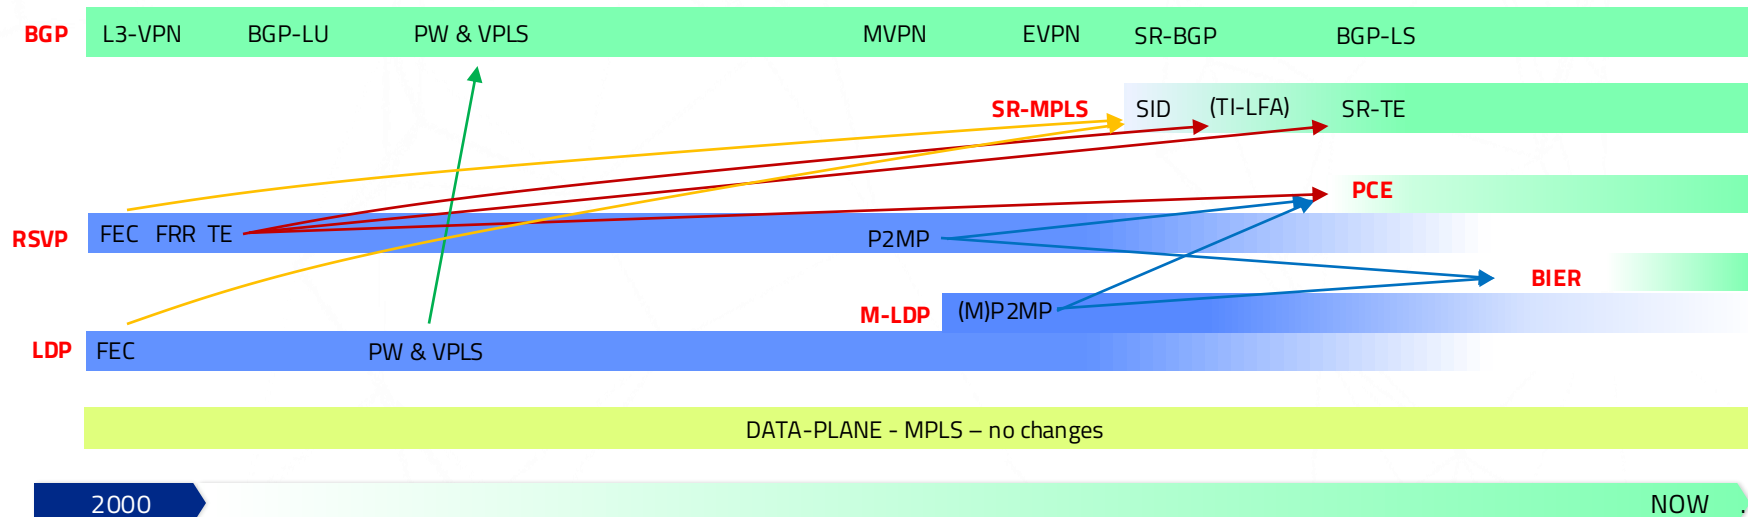 BGP L3-VPN BGP-LU PW & VPLS MVPN EVPN SR-BGP BGP-LS
SR-MPLS SID (TI-LFA) SR-TE
PCE
RSVP FEC FRR TE P2MP
BIER
M-LDP (M)P2MP
LDP FEC PW & VPLS
DATA-PLANE - MPLS – no changes
2000 NOW .